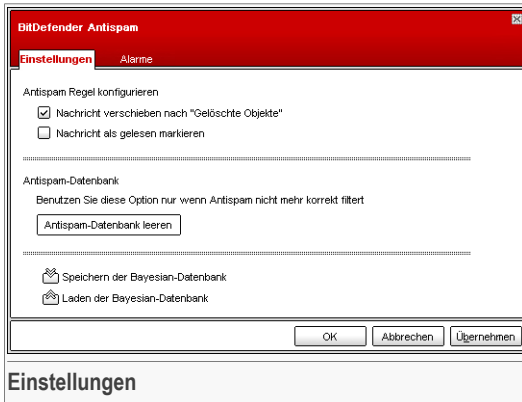 BitDefender Antispam
Einstellungen Alarme
Antispam Regel konfigurieren
Nachricht verschieben nach "Gelöschte Objekte"
Nachricht als gelesen markieren
Antispam-Datenbank
Benutzen Sie diese Option nur wenn Antispam nicht mehr korrekt filtert
Antispam-Datenbank leeren
Speichern der Bayesian-Datenbank
Laden der Bayesian-Datenbank
OK Abbrechen Übernehmen
Einstellungen